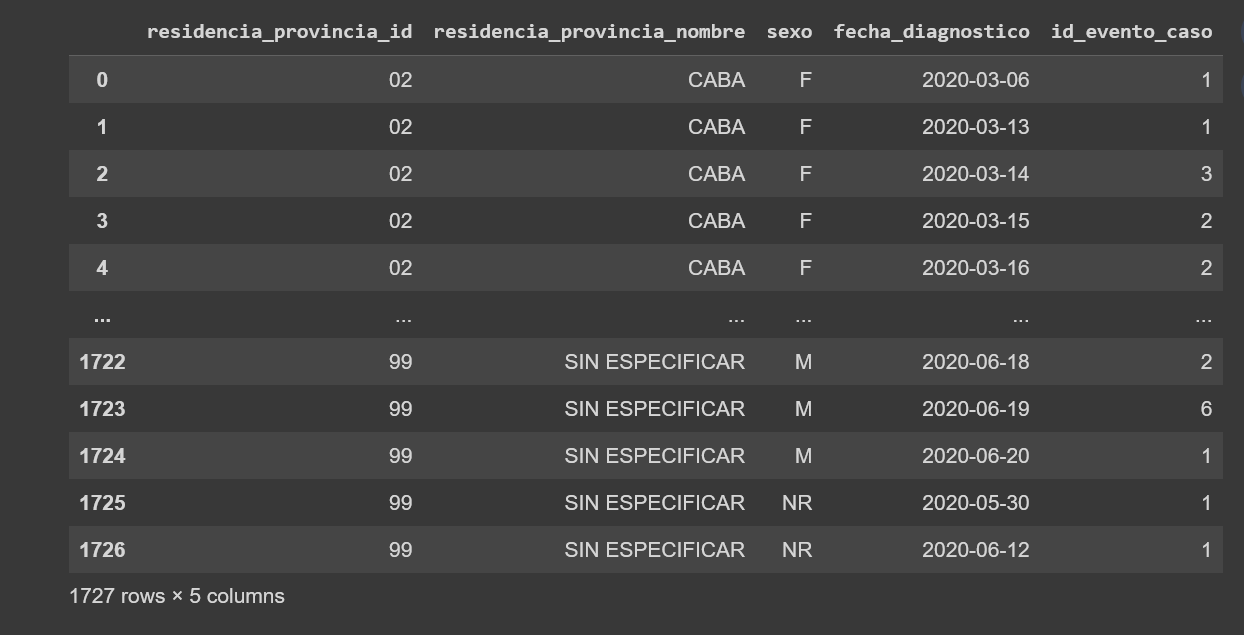 residencia_provincia_id residencia_provincia_nombre sexo fecha_diagnostico id_evento_caso
0 02 CABA F 2020-03-06 1
1 02 CABA F 2020-03-13 1
2 02 CABA F 2020-03-14 3
3 02 CABA F 2020-03-15 2
4 02 CABA F 2020-03-16 2
... ... ... ... ... ...
1722 99 SIN ESPECIFICAR M 2020-06-18 2
1723 99 SIN ESPECIFICAR M 2020-06-19 6
1724 99 SIN ESPECIFICAR M 2020-06-20 1
1725 99 SIN ESPECIFICAR NR 2020-05-30 1
1726 99 SIN ESPECIFICAR NR 2020-06-12 1
1727 rows × 5 columns